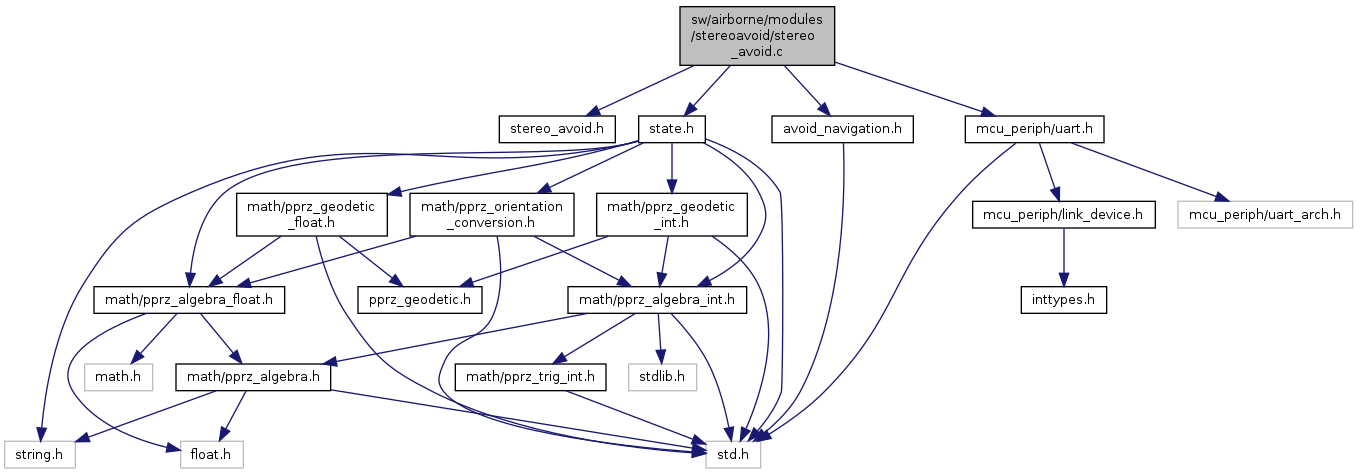 sw/airborne/modules
/stereoavoid/stereo
_avoid.c
stereo_avoid.h
state.h
avoid_navigation.h
mcu_periph/uart.h
math/pprz_geodetic
_float.h
math/pprz_orientation
_conversion.h
math/pprz_geodetic
_int.h
mcu_periph/link_device.h
mcu_periph/uart_arch.h
math/pprz_algebra_float.h
pprz_geodetic.h
math/pprz_algebra_int.h
inttypes.h
math.h
math/pprz_algebra.h
math/pprz_trig_int.h
stdlib.h
string.h
float.h
std.h